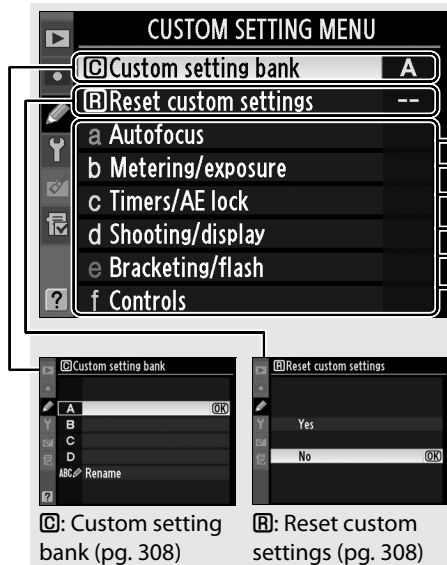 CUSTOM SETTING MENU
C Custom setting bank A
R Reset custom settings --
a Autofocus
b Metering/exposure
c Timers/AE lock
d Shooting/display
e Bracketing/flash
f Controls
?
C Custom setting bank
A OK
B
C
D
ABC Rename
?
R Reset custom settings
Yes
No OK
C: Custom setting
bank (pg. 308)
R: Reset custom
settings (pg. 308)